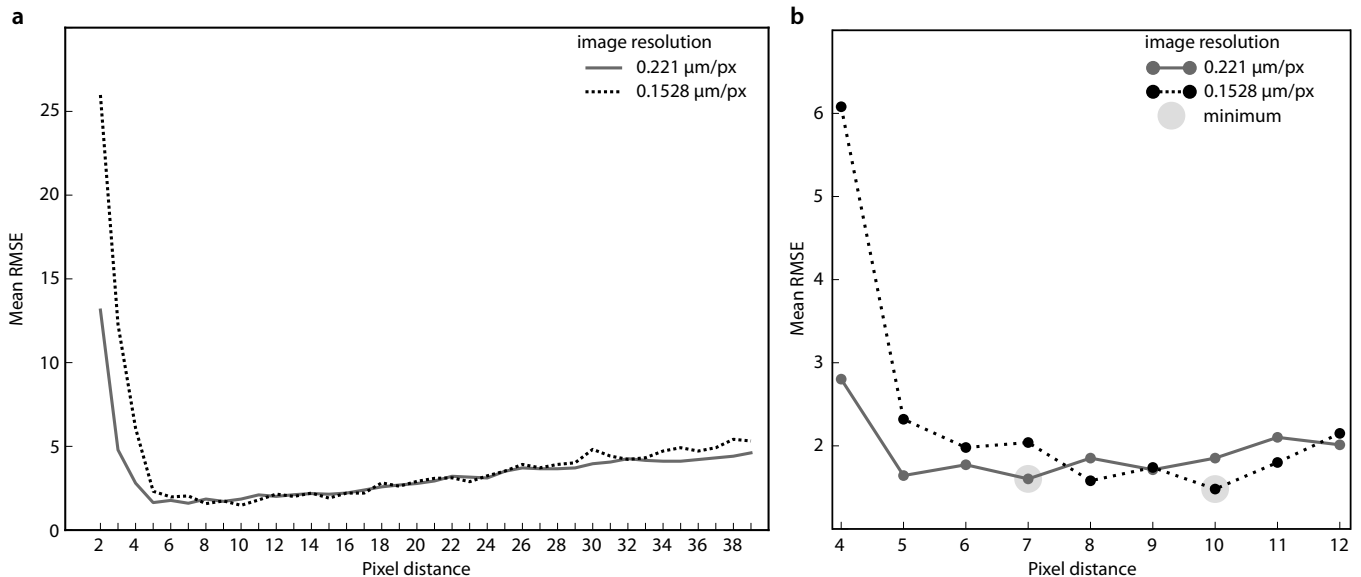 a
image resolution
0.221 µm/px
0.1528 µm/px
25
20
15
10
5
0
Mean RMSE
2 4 6 8 10 12 14 16 18 20 22 24 26 28 30 32 34 36 38
Pixel distance
b
image resolution
0.221 µm/px
0.1528 µm/px
minimum
6
5
4
3
2
Mean RMSE
4 5 6 7 8 9 10 11 12
Pixel distance